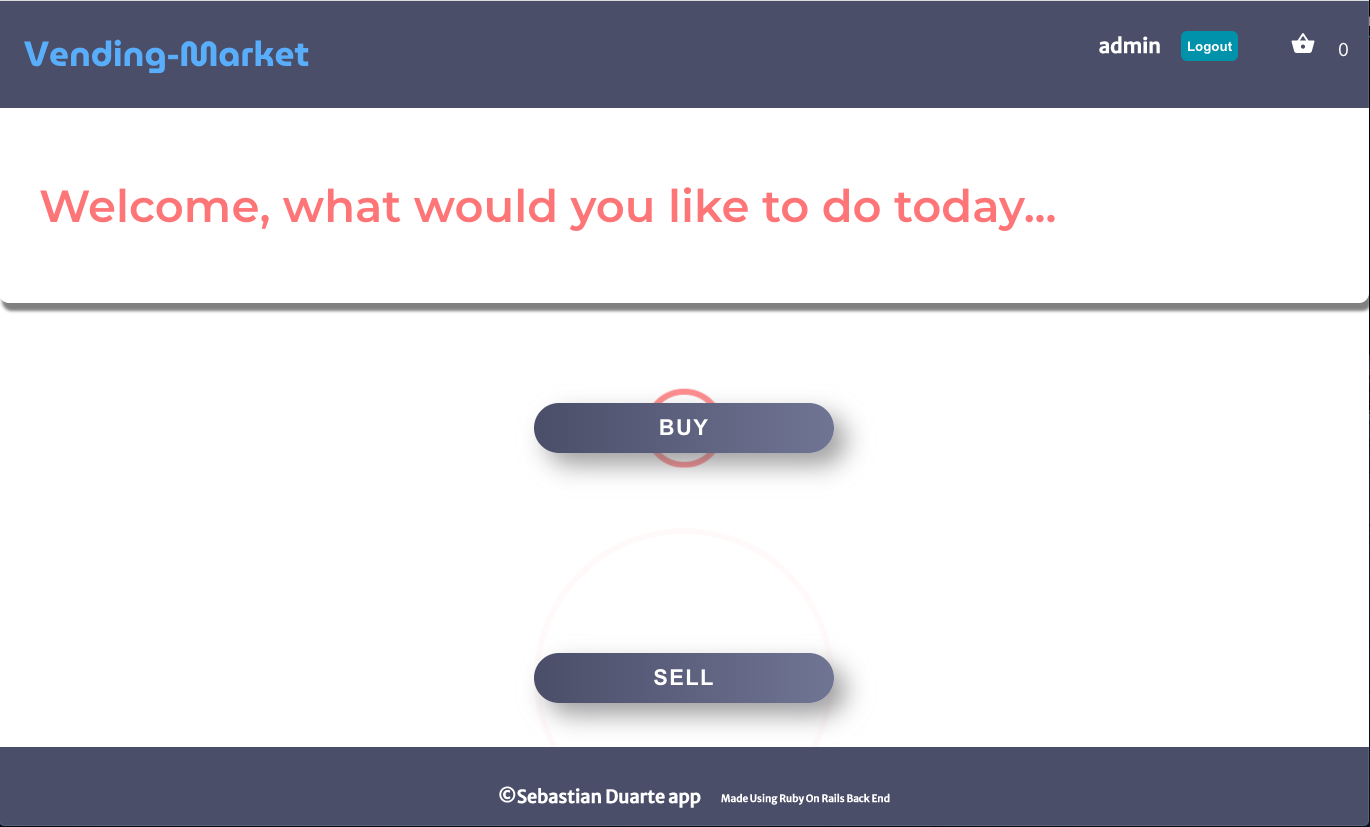 Vending-Market
admin Logout 0
Welcome, what would you like to do today...
BUY
SELL
©Sebastian Duarte app Made Using Ruby On Rails Back End